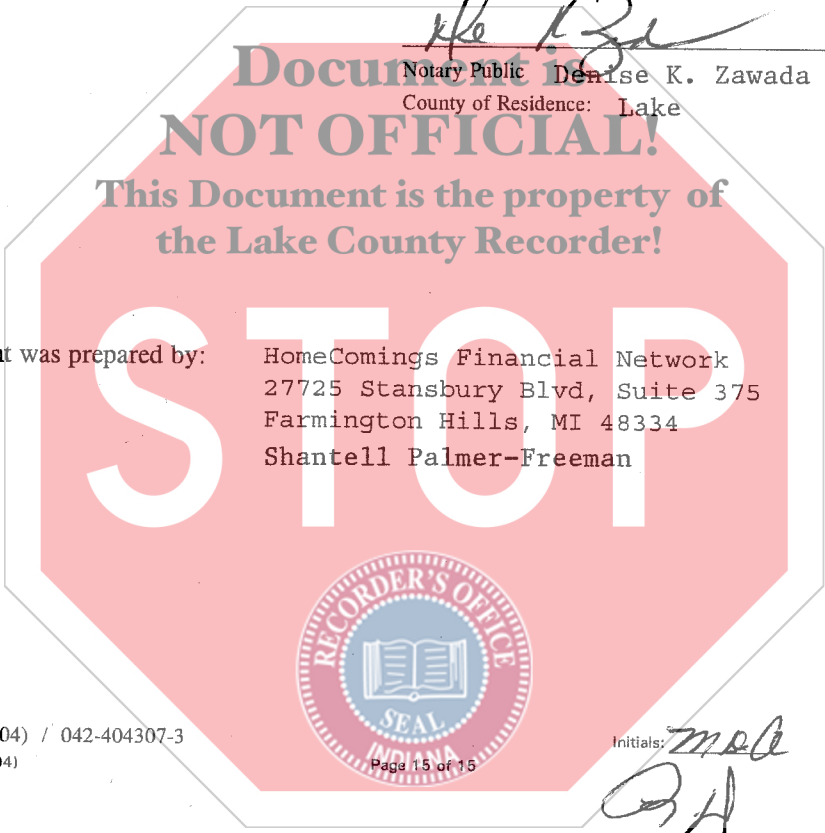 Document is
Notary Public Denise K. Zawada
County of Residence: Lake
NOT OFFICIAL!
This Document is the property of
the Lake County Recorder!
STOP
t was prepared by: HomeComings Financial Network
27725 Stansbury Blvd, Suite 375
Farmington Hills, MI 48334
Shantell Palmer-Freeman
RECORDER'S OFFICE
SEAL
INDIANA
04) / 042-404307-3
04)
Page 15 of 15
Initials: MDA